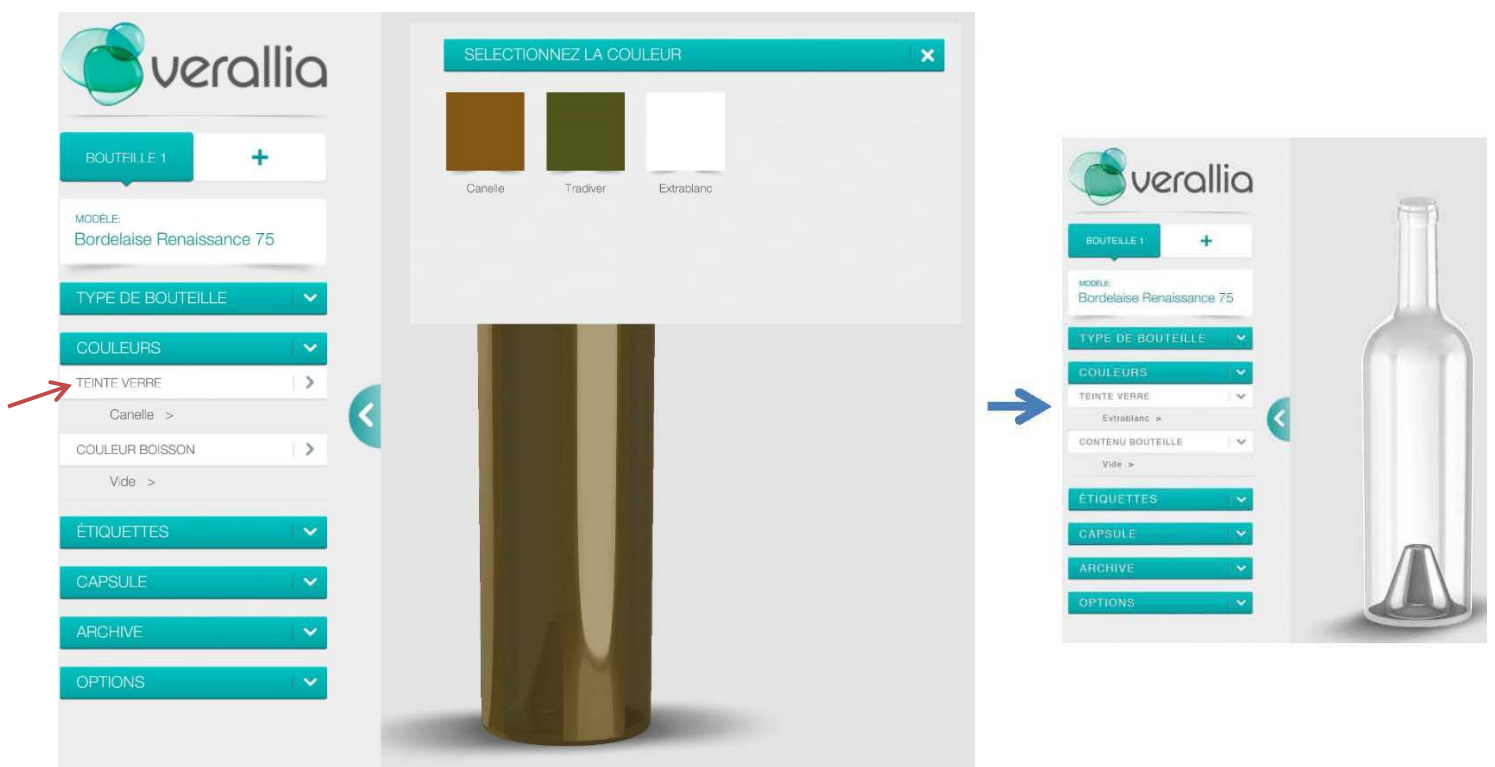 verallia
SELECTIONNEZ LA COULEUR
Canelle
Tradiver
Extrablanc
BOUTEILLE 1
+
MODÈLE:
Bordelaise Renaissance 75
TYPE DE BOUTEILLE
COULEURS
TEINTE VERRE
Canelle >
COULEUR BOISSON
Vide >
ÉTIQUETTES
CAPSULE
ARCHIVE
OPTIONS
verallia
BOUTEILLE 1
+
MODÈLE:
Bordelaise Renaissance 75
TYPE DE BOUTEILLE
COULEURS
TEINTE VERRE
Extrablanc >
CONTENU BOUTEILLE
Vide >
ÉTIQUETTES
CAPSULE
ARCHIVE
OPTIONS